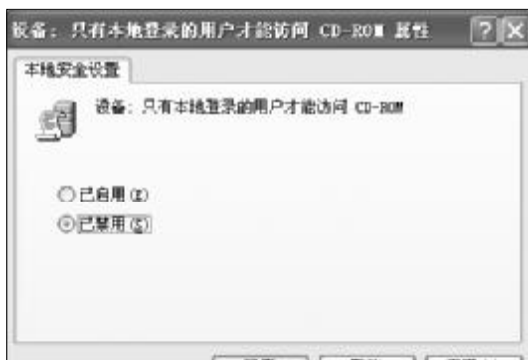 设备: 只有本地登录的用户才能访问 CD-ROM 属性
本地安全设置
设备: 只有本地登录的用户才能访问 CD-ROM
已启用(E)
已禁用(S)